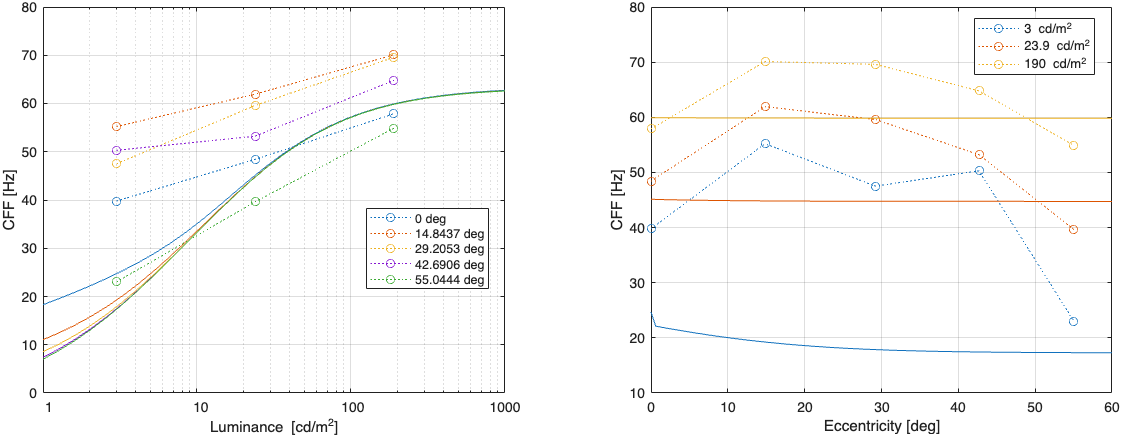 80
70
60
50
40
30
20
10
0
CFF [Hz]
1
10
100
1000
Luminance [cd/m²]
0 deg
14.8437 deg
29.2053 deg
42.6906 deg
55.0444 deg
80
70
60
50
40
30
20
10
CFF [Hz]
0
10
20
30
40
50
60
Eccentricity [deg]
3 cd/m²
23.9 cd/m²
190 cd/m²